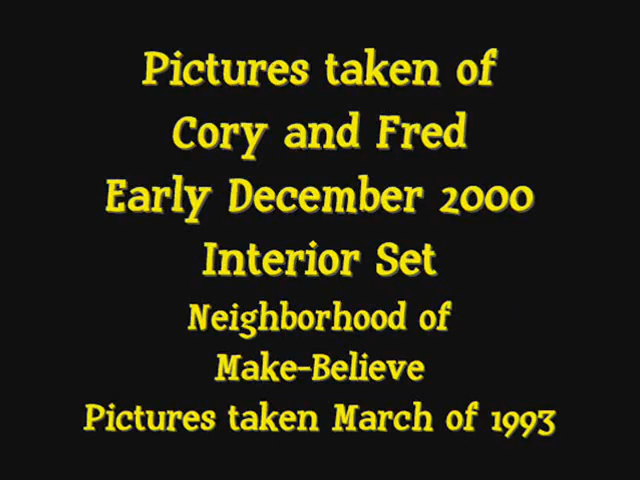 Pictures taken of
Cory and Fred
Early December 2000
Interior Set
Neighborhood of
Make-Believe
Pictures taken March of 1993